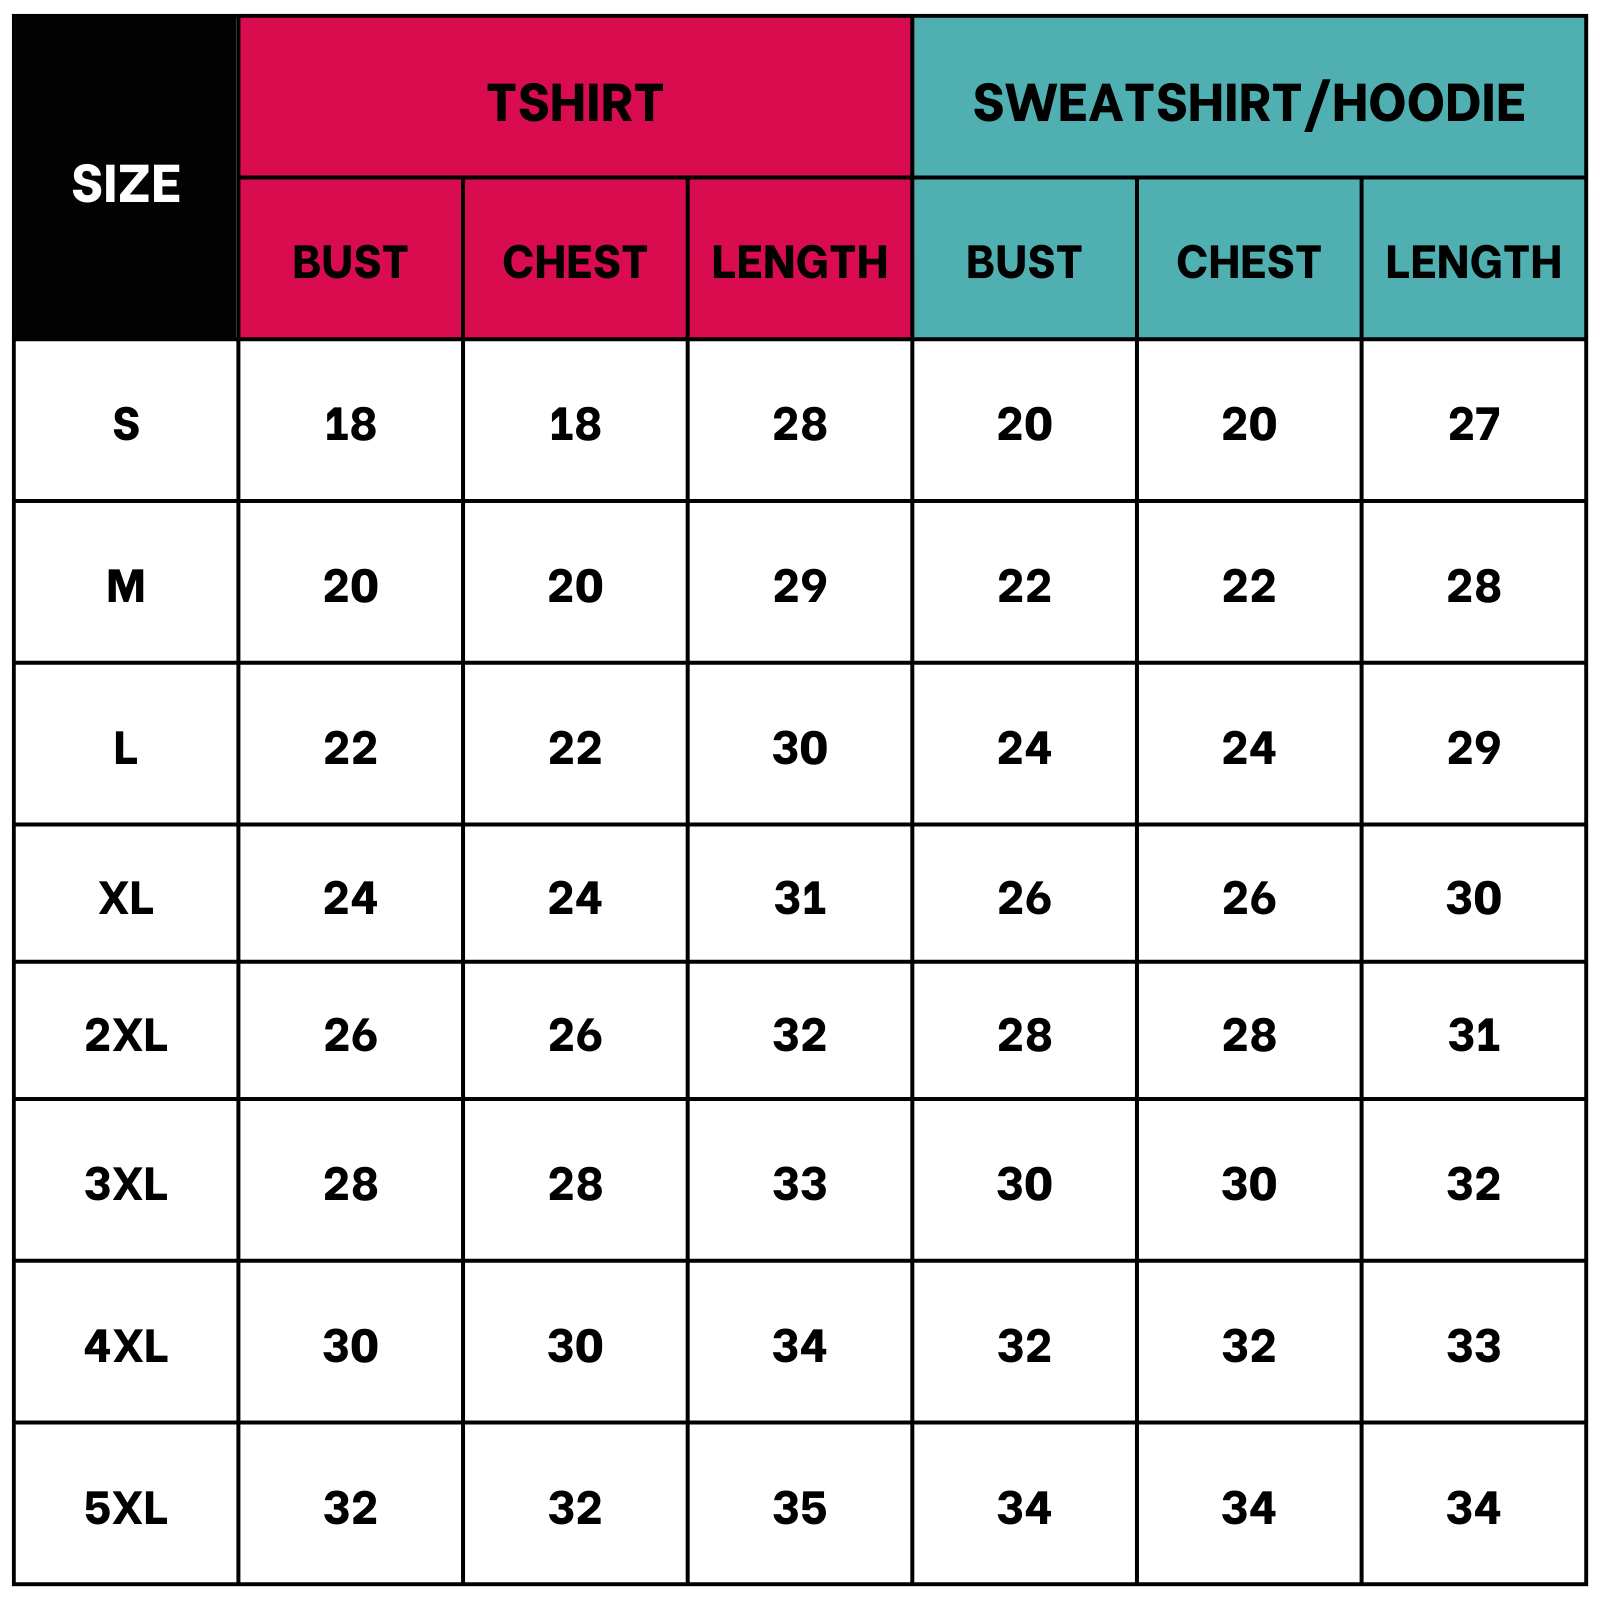 TSHIRT SWEATSHIRT/HOODIE
SIZE
BUST CHEST LENGTH BUST CHEST LENGTH
S 18 18 28 20 20 27
M 20 20 29 22 22 28
L 22 22 30 24 24 29
XL 24 24 31 26 26 30
2XL 26 26 32 28 28 31
3XL 28 28 33 30 30 32
4XL 30 30 34 32 32 33
5XL 32 32 35 34 34 34